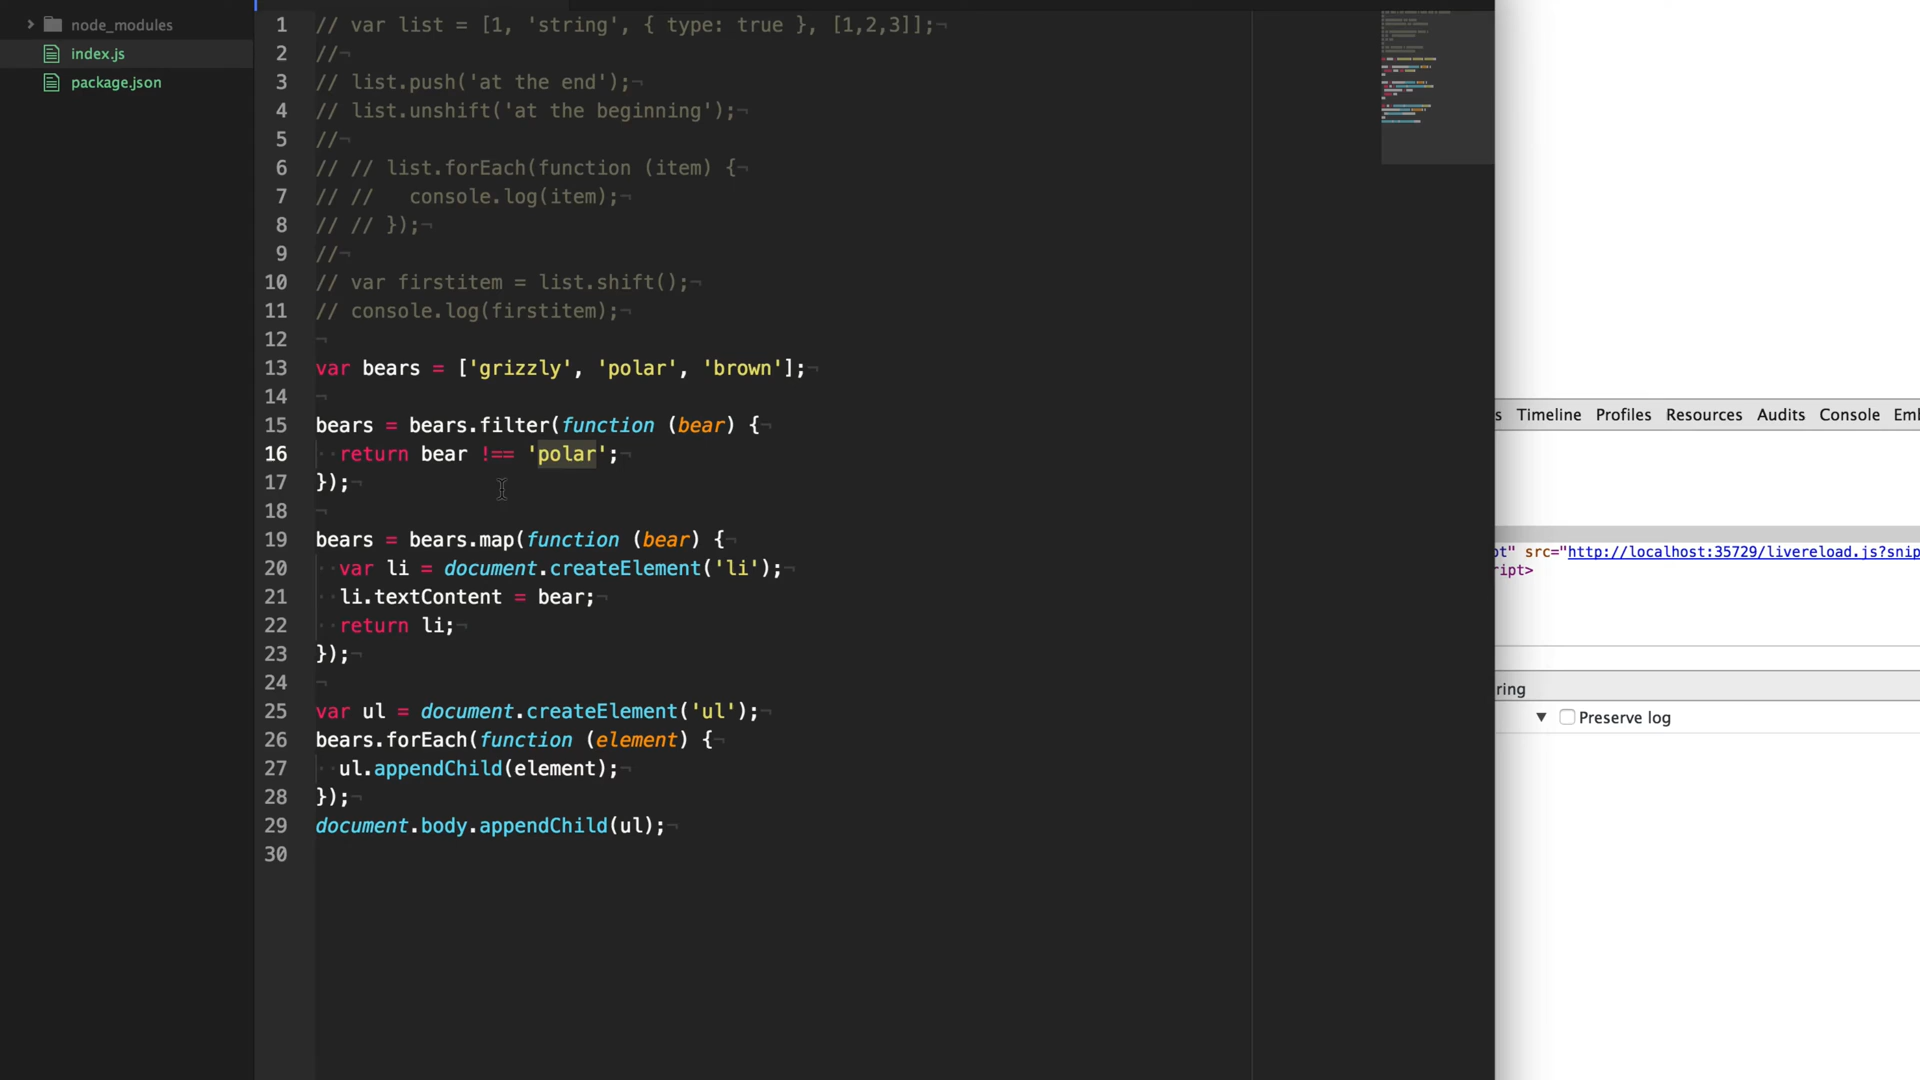 node_modules
index.js
package.json
1 // var list = [1, 'string', { type: true }, [1,2,3]];¬
2 //¬
3 // list.push('at the end');¬
4 // list.unshift('at the beginning');¬
5 //¬
6 // // list.forEach(function (item) {¬
7 // //   console.log(item);¬
8 // // });¬
9 //¬
10 // var firstitem = list.shift();¬
11 // console.log(firstitem);¬
12 ¬
13 var bears = ['grizzly', 'polar', 'brown'];¬
14 ¬
15 bears = bears.filter(function (bear) {¬
16 ··return bear !== 'polar';¬
17 });¬
18 ¬
19 bears = bears.map(function (bear) {¬
20 ··var li = document.createElement('li');¬
21 ··li.textContent = bear;¬
22 ··return li;¬
23 });¬
24 ¬
25 var ul = document.createElement('ul');¬
26 bears.forEach(function (element) {¬
27 ··ul.appendChild(element);¬
28 });¬
29 document.body.appendChild(ul);¬
30
s Timeline Profiles Resources Audits Console Emb
pt" src="http://localhost:35729/livereload.js?snip
ript>
ring
▼ Preserve log